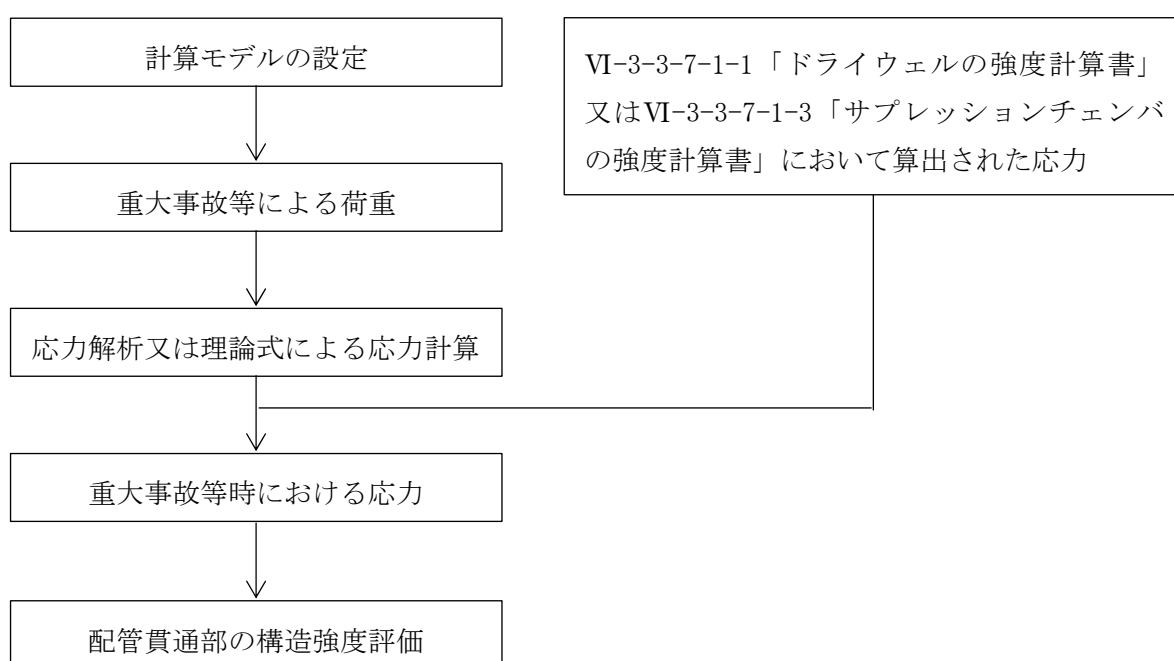 計算モデルの設定
重大事故等による荷重
応力解析又は理論式による応力計算
重大事故等時における応力
配管貫通部の構造強度評価
Ⅵ-3-3-7-1-1「ドライウェルの強度計算書」
又はⅥ-3-3-7-1-3「サプレッションチェンバ
の強度計算書」において算出された応力